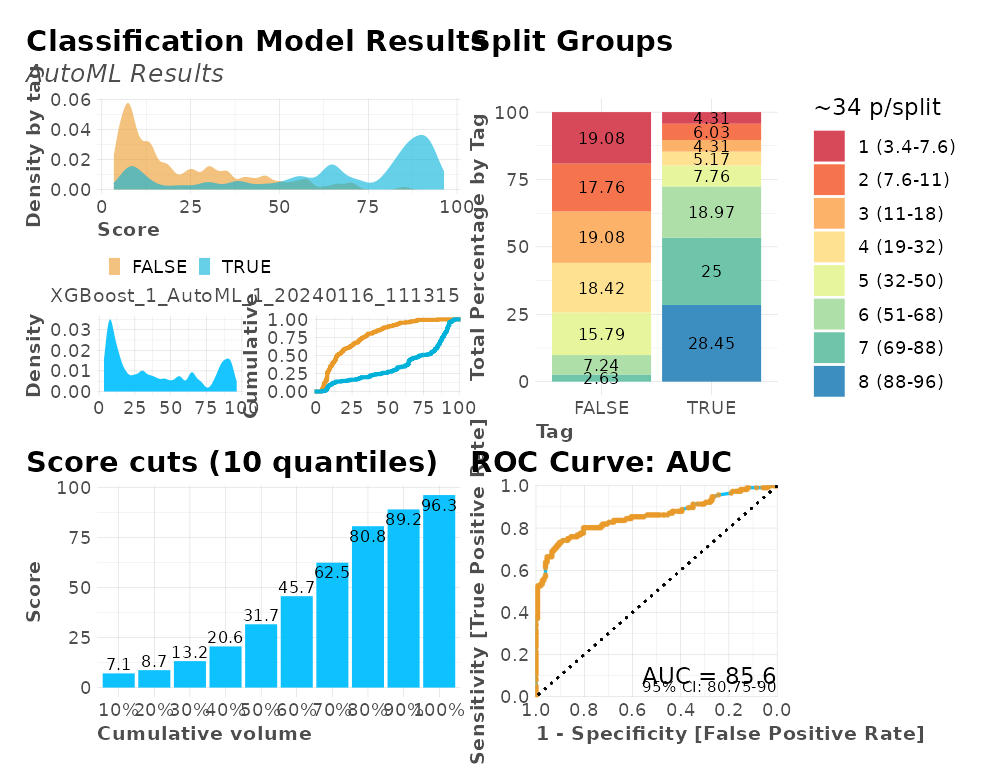 Classification Model Results
AutoML Results
Density by tag
0.06
0.04
0.02
0.00
0 25 50 75 100
Score
FALSE TRUE
XGBoost_1_AutoML_1_20240116_111315
Density
0.03
0.02
0.01
0.00
0 25 50 75 100
Cumulative
1.00
0.75
0.50
0.25
0.00
0 25 50 75 100
Split Groups
Total Percentage by Tag
100
75
50
25
0
19.08
17.76
19.08
18.42
15.79
7.24
2.63
4.31
6.03
4.31
5.17
7.76
18.97
25
28.45
FALSE TRUE
Tag
~34 p/split
1 (3.4-7.6)
2 (7.6-11)
3 (11-18)
4 (19-32)
5 (32-50)
6 (51-68)
7 (69-88)
8 (88-96)
Score cuts (10 quantiles)
Score
100
75
50
25
0
7.1 8.7 13.2 20.6 31.7 45.7 62.5 80.8 89.2 96.3
10% 20% 30% 40% 50% 60% 70% 80% 90% 100%
Cumulative volume
ROC Curve: AUC
Sensitivity [True Positive Rate]
1.0
0.8
0.6
0.4
0.2
0.0
AUC = 85.6
95% CI: 80.75-90
1.0 0.8 0.6 0.4 0.2 0.0
1 - Specificity [False Positive Rate]